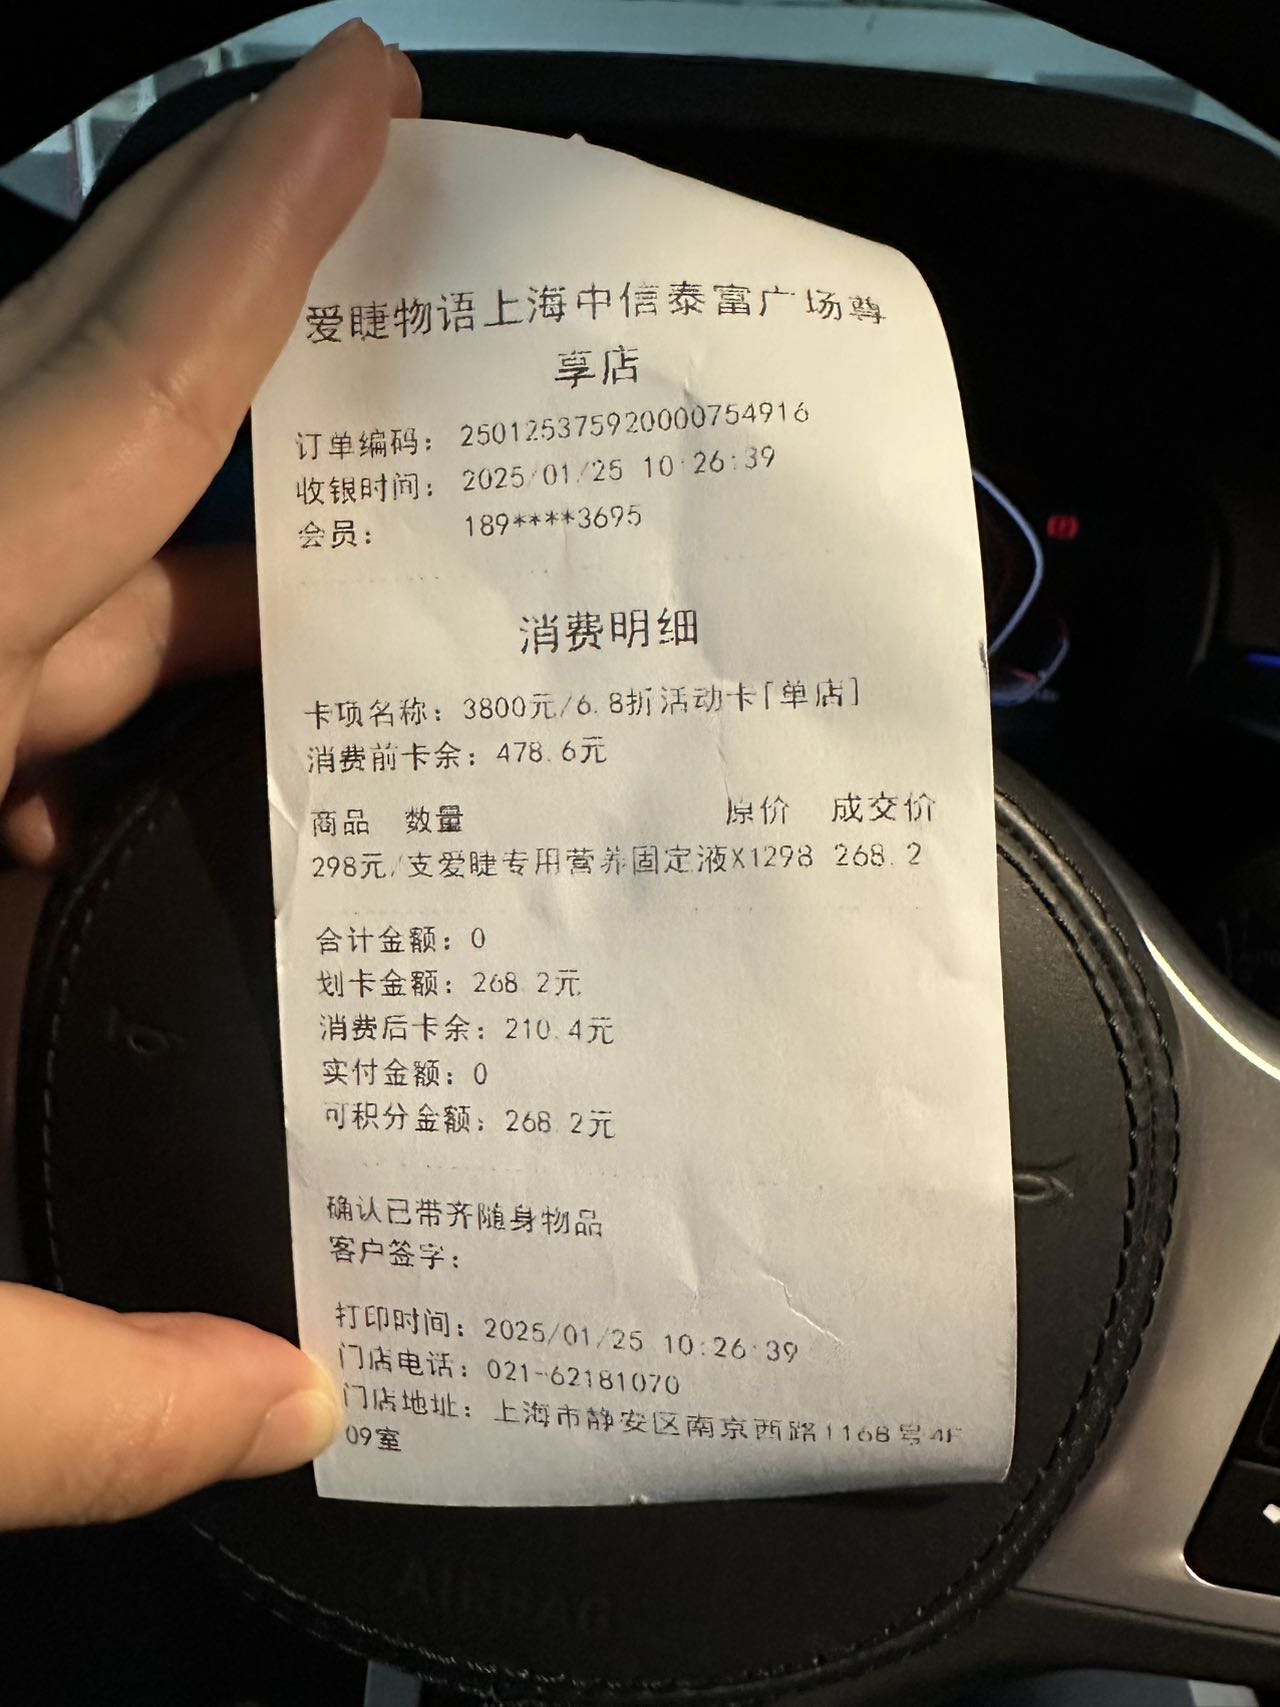 爱睫物语上海中信泰富广场尊
享店
订单编码: 250125375920000754916
收银时间: 2025/01/25 10:26:39
会员: 189****3695
消费明细
卡项名称: 3800元/6.8折活动卡[单店]
消费前卡余: 478.6元
商品 数量 原价 成交价
298元/支爱睫专用营养固定液X1298 268.2
合计金额: 0
划卡金额: 268.2元
消费后卡余: 210.4元
实付金额: 0
可积分金额: 268.2元
确认已带齐随身物品
客户签字:
打印时间: 2025/01/25 10:26:39
门店电话: 021-62181070
门店地址: 上海市静安区南京西路1168号4F
09室
AIRBAG